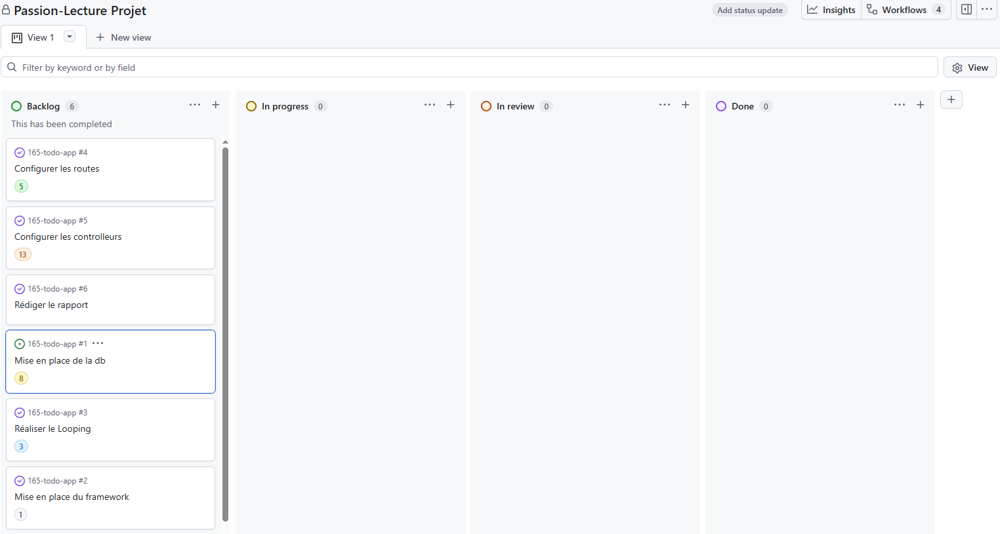 Passion-Lecture Projet
Add status update
Insights
Workflows 4
View 1
New view
Filter by keyword or by field
View
Backlog 6
This has been completed
165-todo-app #4
Configurer les routes
5
165-todo-app #5
Configurer les controlleurs
13
165-todo-app #6
Rédiger le rapport
165-todo-app #1
Mise en place de la db
8
165-todo-app #3
Réaliser le Looping
3
165-todo-app #2
Mise en place du framework
1
In progress 0
In review 0
Done 0